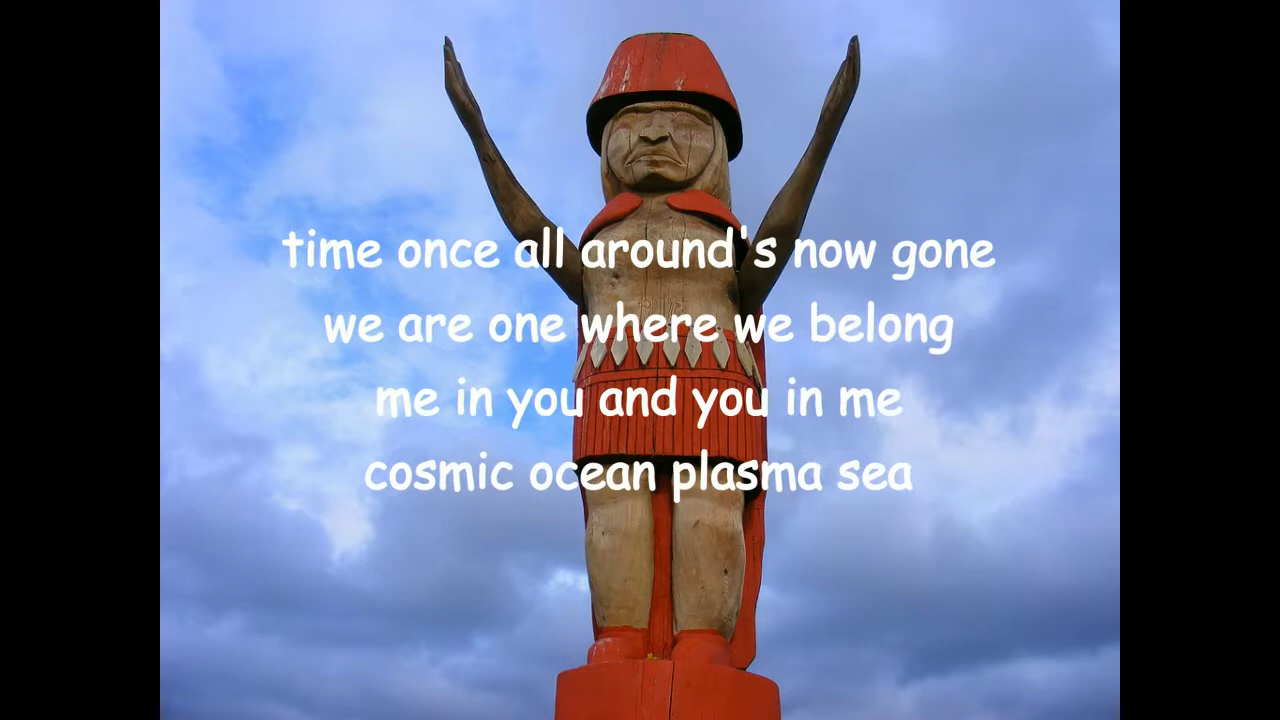 time once all around's now gone
we are one where we belong
me in you and you in me
cosmic ocean plasma sea